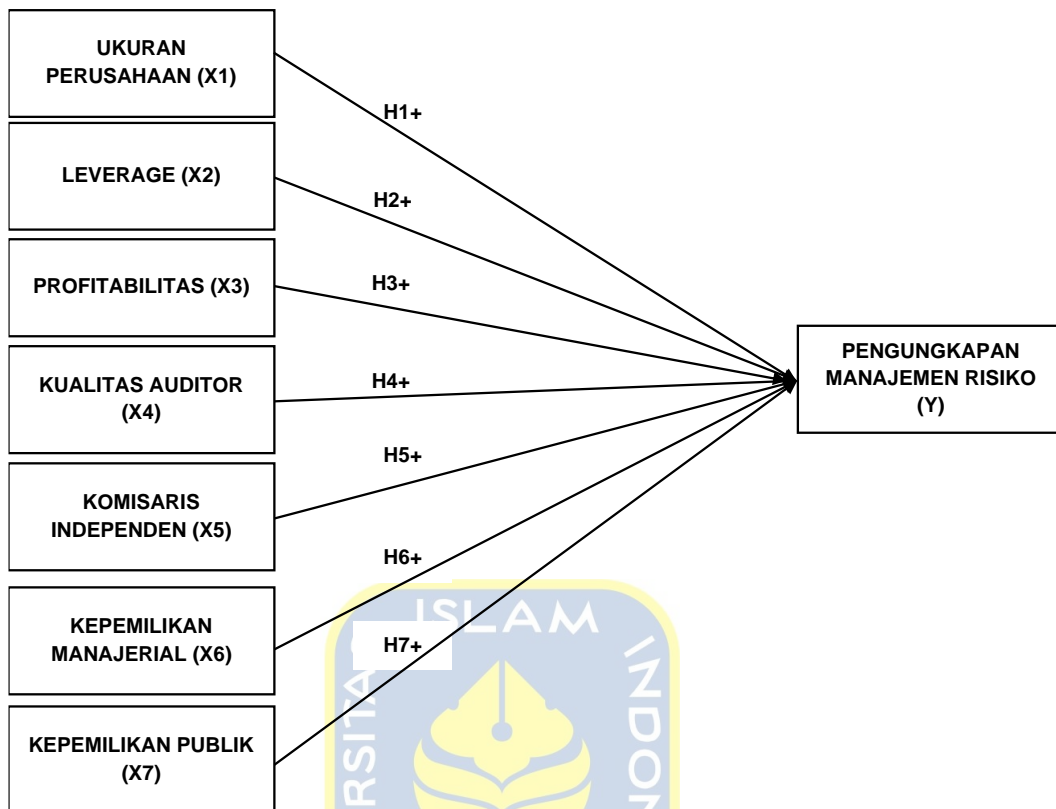 UKURAN
PERUSAHAAN (X1)
H1+
LEVERAGE (X2)
H2+
PROFITABILITAS (X3)
H3+
PENGUNGKAPAN
MANAJEMEN RISIKO
(Y)
KUALITAS AUDITOR
(X4)
H4+
KOMISARIS
INDEPENDEN (X5)
H5+
KEPEMILIKAN
MANAJERIAL (X6)
H6+
KEPEMILIKAN PUBLIK
(X7)
H7+
ISLAM